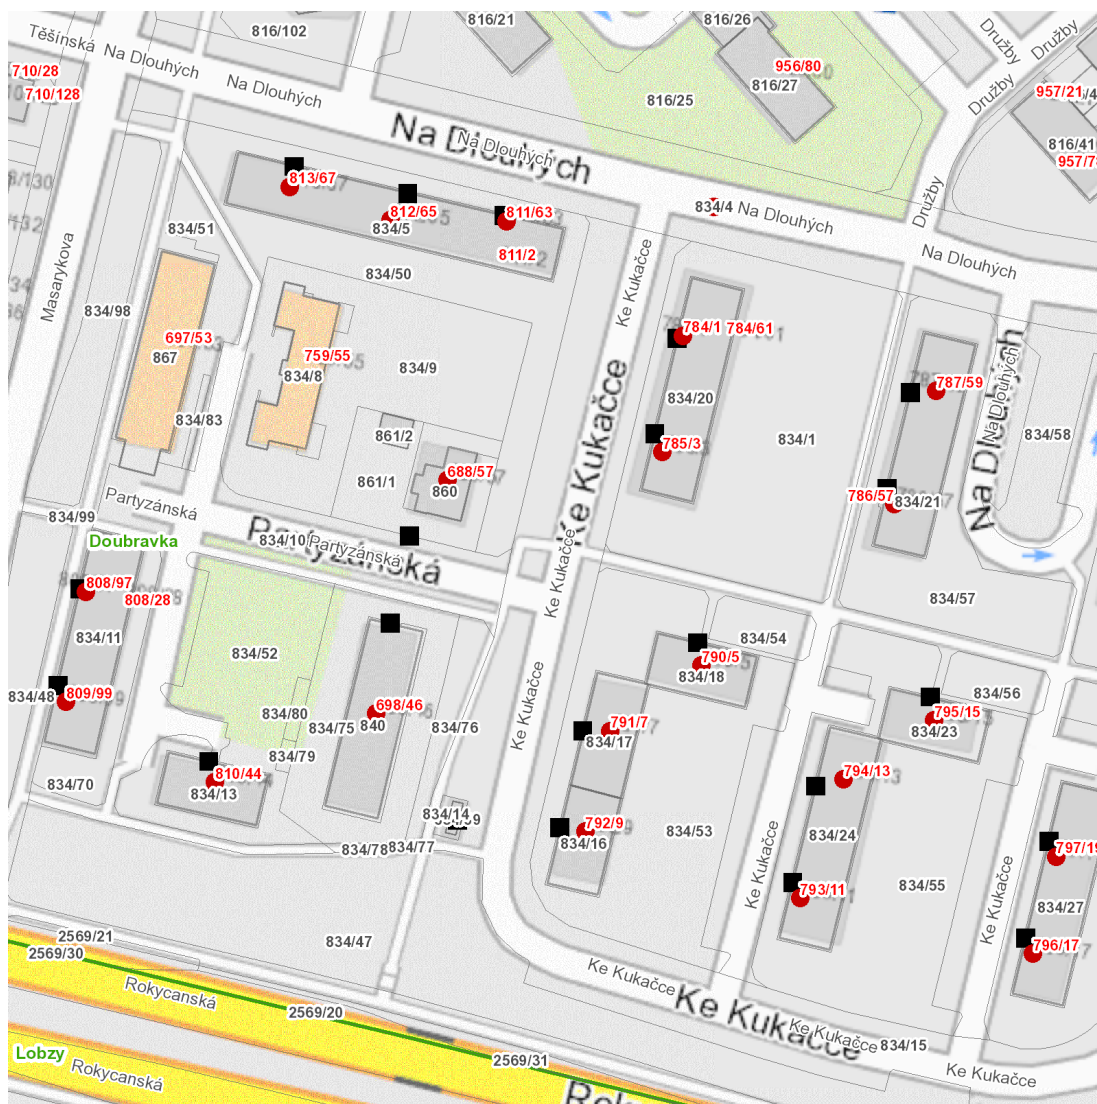 816/21
816/26
816/102
Těšínská
Na Dlouhých
Družby
Družby
710/28
710/128
Na Dlouhých
956/80
816/27
816/25
Družby
957/21
816/410
Na Dlouhých
Na Dlouhých
813/67
812/65
811/63
834/5
811/2
834/4
Na Dlouhých
Družby
834/51
834/50
Na Dlouhých
Masarykova
834/98
697/53
867
759/55
834/8
834/9
Ke Kukačce
784/1
784/61
787/59
834/20
834/83
861/2
785/3
834/1
Na Dlouhých
Na Dlouhých
834/58
Ke Kukačce
861/1
688/57
860
786/57
834/21
Partyzánská
834/99
Doubravka
834/10
Partyzánská
Partyzánská
Ke Kukačce
808/97
808/28
834/57
834/11
834/52
834/54
790/5
834/18
834/48
809/99
834/80
834/75
698/46
840
834/76
Ke Kukačce
791/7
834/17
834/56
795/15
834/23
834/79
834/70
810/44
834/13
794/13
834/14
792/9
834/16
834/53
834/24
Ke Kukačce
797/19
834/78
834/77
793/11
834/55
Ke Kukačce
834/27
2569/21
2569/30
834/47
796/17
Rokycanská
2569/20
Ke Kukačce
Ke Kukačce
Ke Kukačce
834/15
Lobzy
Rokycanská
2569/31
Ke Kukačce